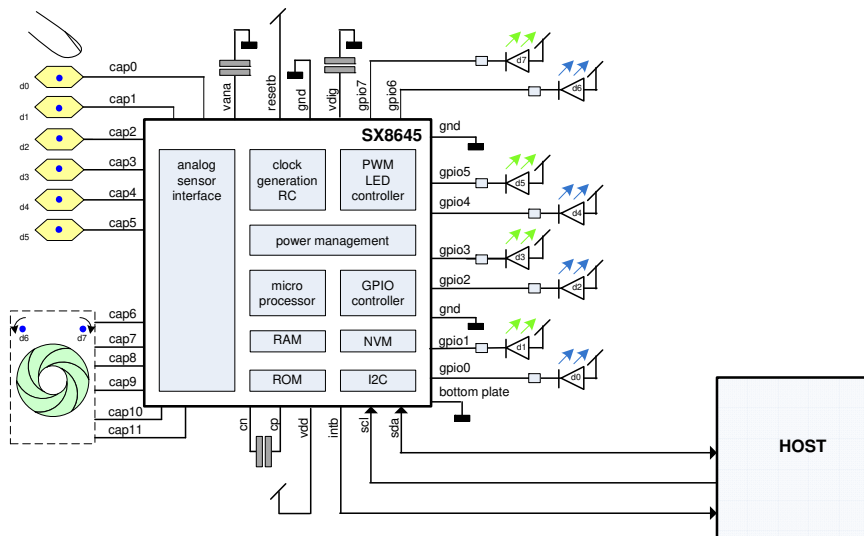 vana
resetb
gnd
vdig
gpio7
gpio6
d7
d6
cap0
d0
cap1
d1
cap2
d2
cap3
d3
cap4
d4
cap5
d5
SX8645
gnd
analog
sensor
interface
clock
generation
RC
PWM
LED
controller
gpio5
d5
gpio4
d4
power management
gpio3
d3
gpio2
d2
micro
processor
GPIO
controller
gnd
cap6
d6
d7
cap7
cap8
cap9
cap10
cap11
RAM
NVM
gpio1
d1
ROM
I2C
gpio0
d0
bottom plate
cn
cp
vdd
intb
scl
sda
HOST